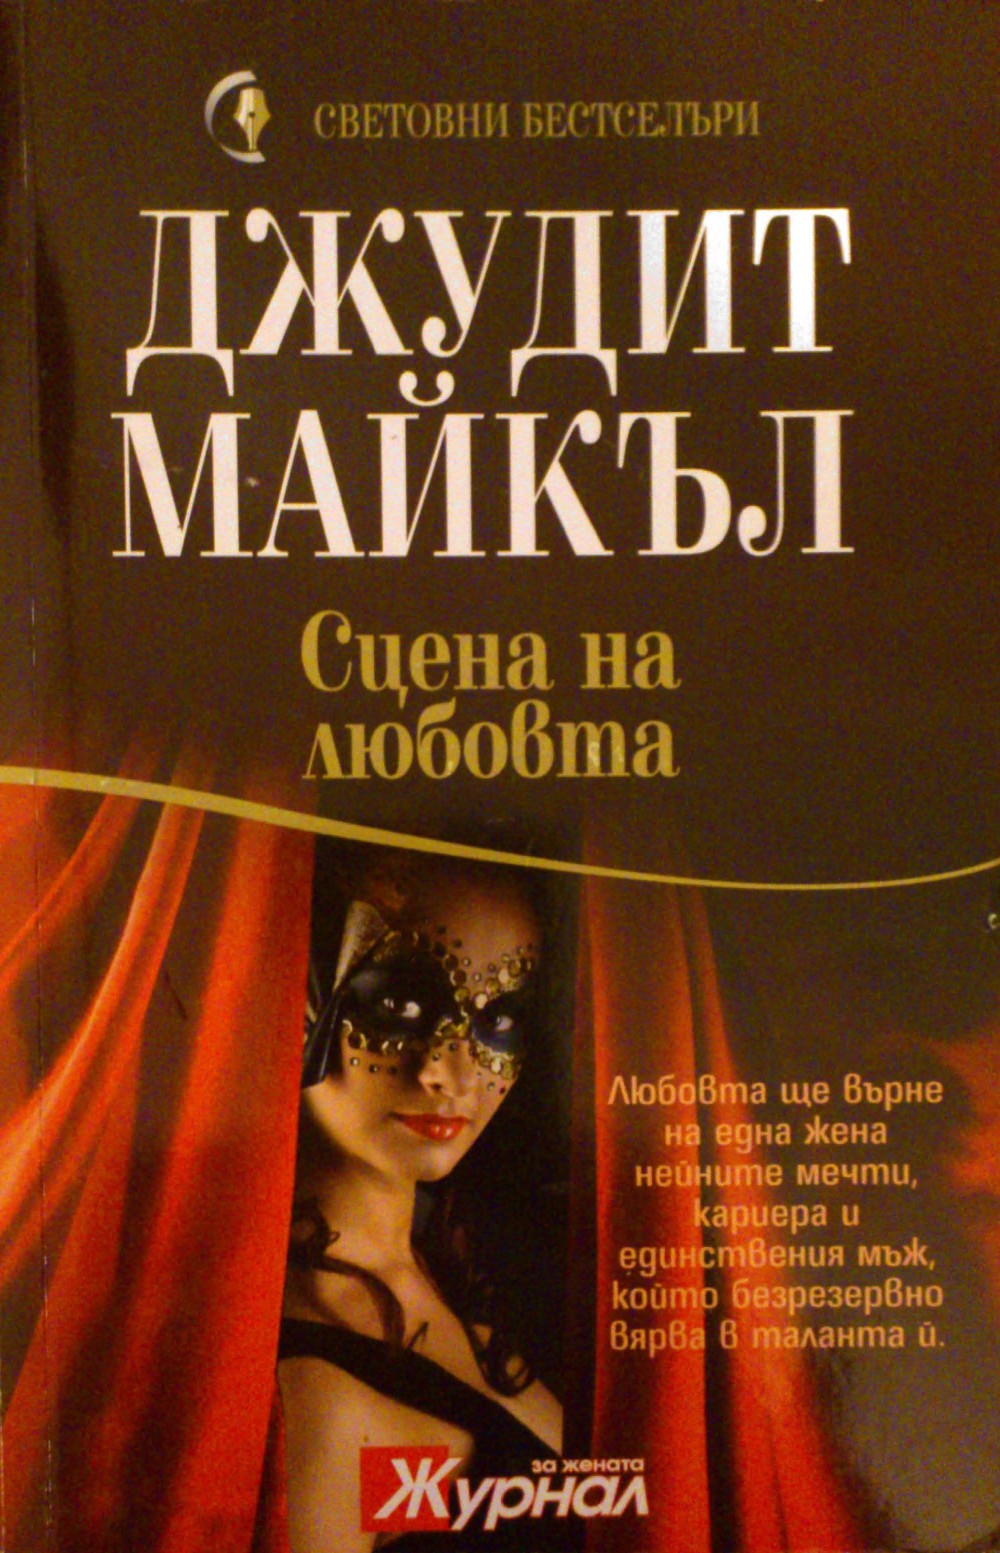 СВЕТОВНИ БЕСТСЕЛЪРИ
ДЖУДИТ
МАЙКЪЛ
Сцена на
любовта
Любовта ще върне
на една жена
нейните мечти,
кариера и
единствения мъж,
който безрезервно
вярва в таланта ѝ.
за жената
Журнал